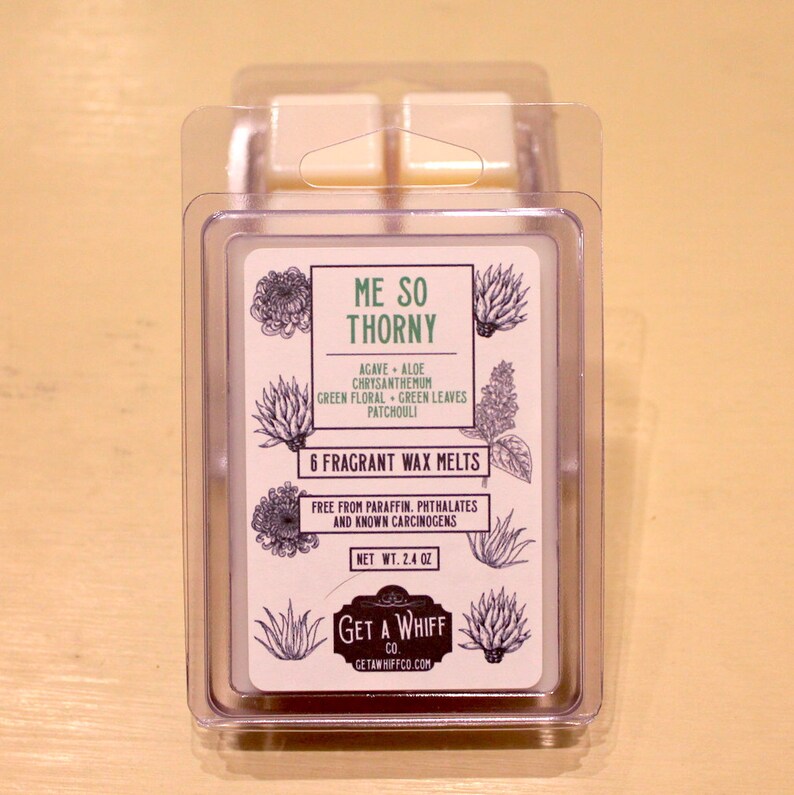 ME SO
THORNY
AGAVE + ALOE
CHRYSANTHEMUM
GREEN FLORAL + GREEN LEAVES
PATCHOULI
6 FRAGRANT WAX MELTS
FREE FROM PARAFFIN, PHTHALATES
AND KNOWN CARCINOGENS
NET WT. 2.4 OZ
GET A WHIFF
CO.
GETAWHIFFCO.COM